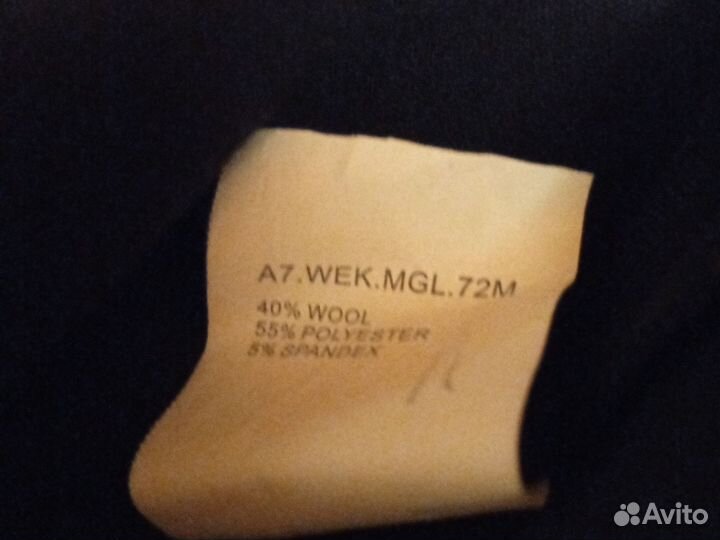 A7.WEK.MGL.72M
40% WOOL
55% POLYESTER
5% SPANDEX
Avito